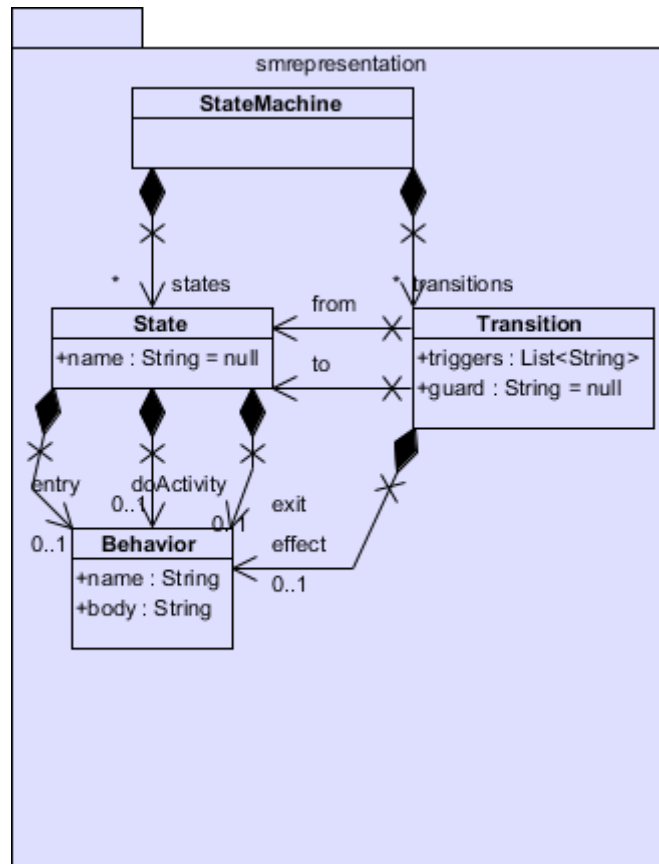 smrepresentation
StateMachine
* states
* transitions
from
State
+name : String = null
to
Transition
+triggers : List<String>
+guard : String = null
entry
doActivity
0..1
exit
0..1
0..1
effect
0..1
Behavior
+name : String
+body : String